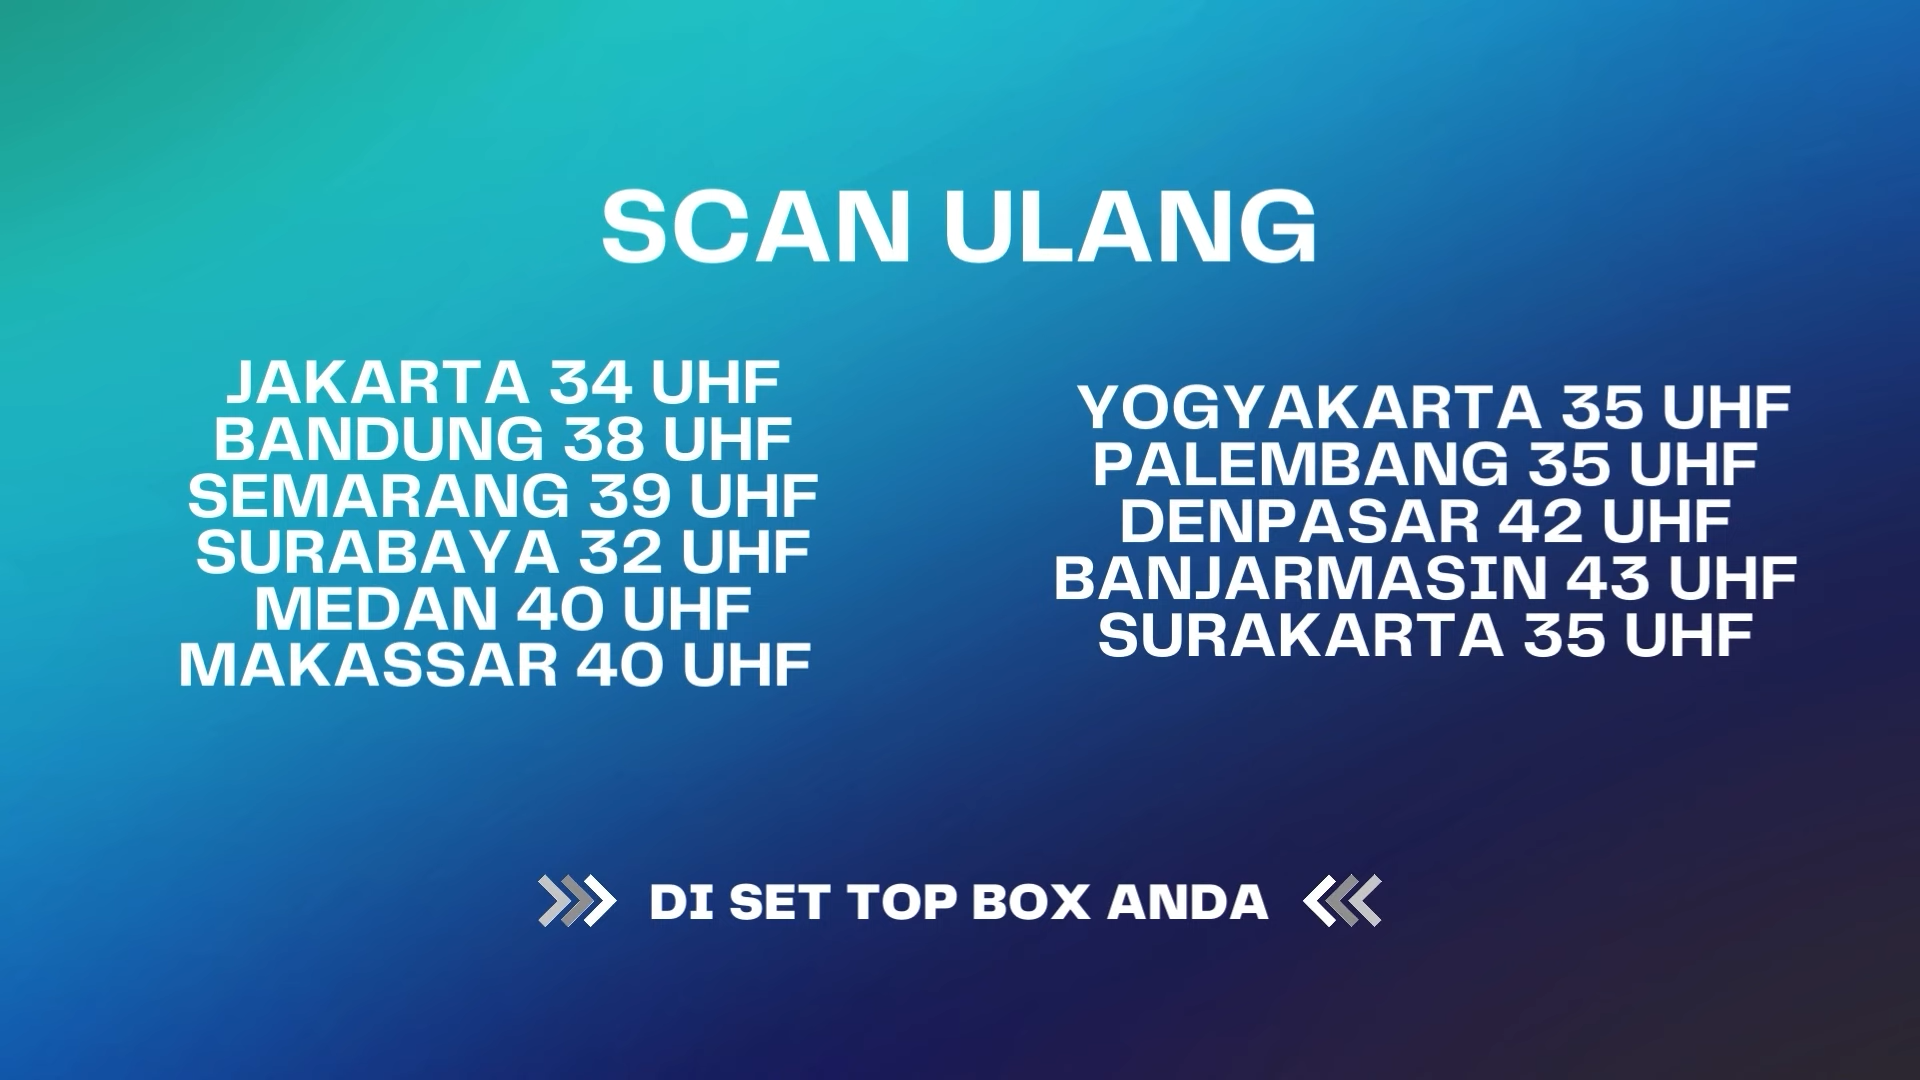 SCAN ULANG
JAKARTA 34 UHF
BANDUNG 38 UHF
SEMARANG 39 UHF
SURABAYA 32 UHF
MEDAN 40 UHF
MAKASSAR 40 UHF
YOGYAKARTA 35 UHF
PALEMBANG 35 UHF
DENPASAR 42 UHF
BANJARMASIN 43 UHF
SURAKARTA 35 UHF
DI SET TOP BOX ANDA